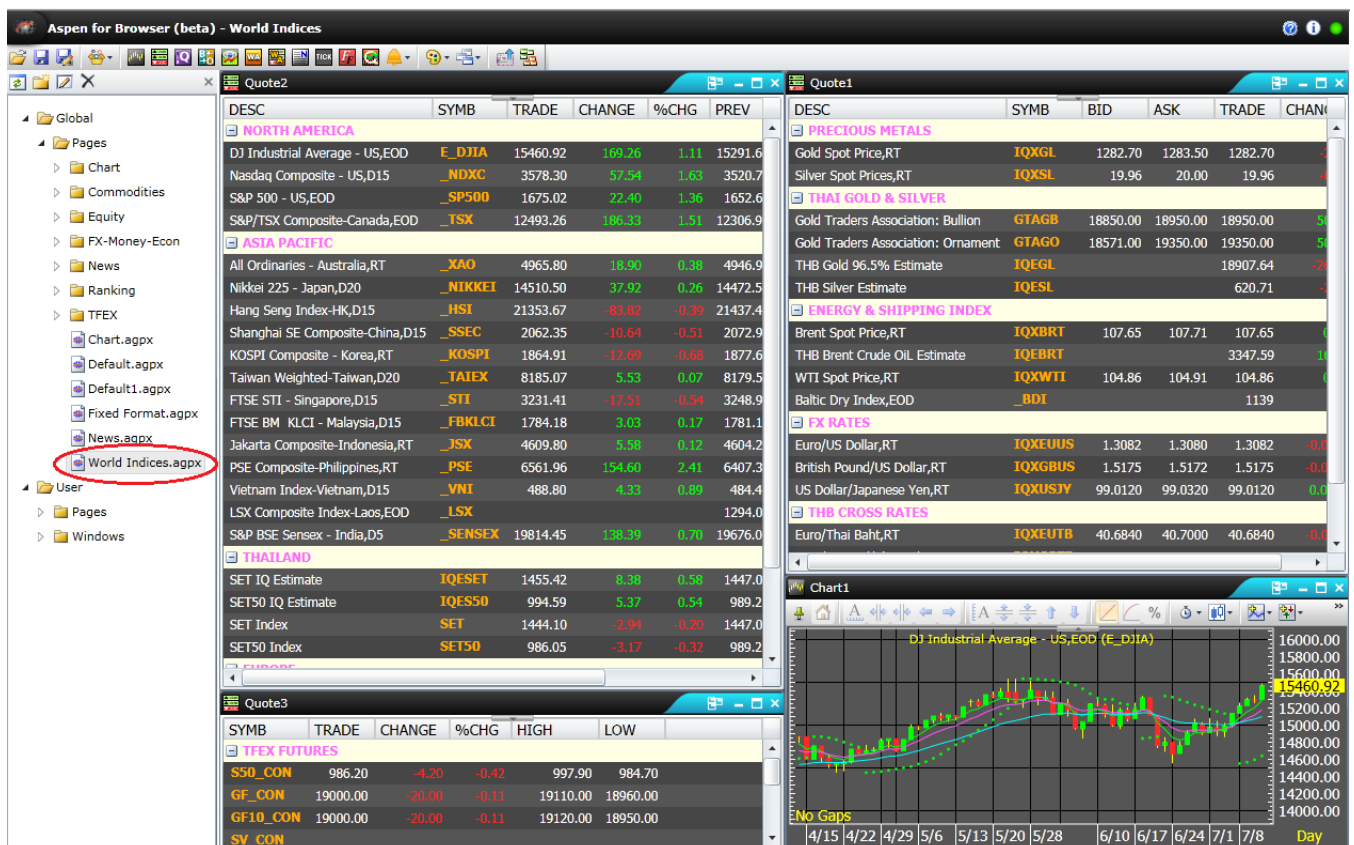 Aspen for Browser (beta) - World Indices
Global
Pages
Chart
Commodities
Equity
FX-Money-Econ
News
Ranking
TFEX
Chart.agpx
Default.agpx
Default1.agpx
Fixed Format.agpx
News.agpx
World Indices.agpx
User
Pages
Windows
Quote2
DESC SYMB TRADE CHANGE %CHG PREV
NORTH AMERICA
DJ Industrial Average - US,EOD E_DJIA 15460.92 169.26 1.11 15291.6
Nasdaq Composite - US,D15 _NDXC 3578.30 57.54 1.63 3520.7
S&P 500 - US,EOD _SP500 1675.02 22.40 1.36 1652.6
S&P/TSX Composite-Canada,EOD _TSX 12493.26 186.33 1.51 12306.9
ASIA PACIFIC
All Ordinaries - Australia,RT _XAO 4965.80 18.90 0.38 4946.9
Nikkei 225 - Japan,D20 _NIKKEI 14510.50 37.92 0.26 14472.5
Hang Seng Index-HK,D15 _HSI 21353.67 -83.82 -0.39 21437.4
Shanghai SE Composite-China,D15 _SSEC 2062.35 -10.64 -0.51 2072.9
KOSPI Composite - Korea,RT _KOSPI 1864.91 -12.69 -0.68 1877.6
Taiwan Weighted-Taiwan,D20 _TAIEX 8185.07 5.53 0.07 8179.5
FTSE STI - Singapore,D15 _STI 3231.41 -17.51 -0.54 3248.9
FTSE BM KLCI - Malaysia,D15 _FBKLCI 1784.18 3.03 0.17 1781.1
Jakarta Composite-Indonesia,RT _JSX 4609.80 5.58 0.12 4604.2
PSE Composite-Philippines,RT _PSE 6561.96 154.60 2.41 6407.3
Vietnam Index-Vietnam,D15 _VNI 488.80 4.33 0.89 484.4
LSX Composite Index-Laos,EOD _LSX 1294.0
S&P BSE Sensex - India,D5 _SENSEX 19814.45 138.39 0.70 19676.0
THAILAND
SET IQ Estimate IQESET 1455.42 8.38 0.58 1447.0
SET50 IQ Estimate IQES50 994.59 5.37 0.54 989.2
SET Index SET 1444.10 -2.94 -0.20 1447.0
SET50 Index SET50 986.05 -3.17 -0.32 989.2
EUROPE
Quote3
SYMB TRADE CHANGE %CHG HIGH LOW
TFEX FUTURES
S50_CON 986.20 -4.20 -0.42 997.90 984.70
GF_CON 19000.00 -20.00 -0.11 19110.00 18960.00
GF10_CON 19000.00 -20.00 -0.11 19120.00 18950.00
SV_CON
Quote1
DESC SYMB BID ASK TRADE CHAN
PRECIOUS METALS
Gold Spot Price,RT IQXGL 1282.70 1283.50 1282.70
Silver Spot Prices,RT IQXSL 19.96 20.00 19.96
THAI GOLD & SILVER
Gold Traders Association: Bullion GTAGB 18850.00 18950.00 18950.00 50
Gold Traders Association: Ornament GTAGO 18571.00 19350.00 19350.00 50
THB Gold 96.5% Estimate IQEGL 18907.64
THB Silver Estimate IQESL 620.71
ENERGY & SHIPPING INDEX
Brent Spot Price,RT IQXBRT 107.65 107.71 107.65
THB Brent Crude OiL Estimate IQEBRT 3347.59
WTI Spot Price,RT IQXWTI 104.86 104.91 104.86
Baltic Dry Index,EOD _BDI 1139
FX RATES
Euro/US Dollar,RT IQXEUUS 1.3082 1.3080 1.3082 -0.0
British Pound/US Dollar,RT IQXGBUS 1.5175 1.5172 1.5175 -0.0
US Dollar/Japanese Yen,RT IQXUSJY 99.0120 99.0320 99.0120 0.0
THB CROSS RATES
Euro/Thai Baht,RT IQXEUTB 40.6840 40.7000 40.6840 -0.0
Chart1
DJ Industrial Average - US,EOD (E_DJIA)
16000.00
15800.00
15600.00
15460.92
15200.00
15000.00
14800.00
14600.00
14400.00
14200.00
14000.00
No Gaps
4/15 4/22 4/29 5/6 5/13 5/20 5/28 6/10 6/17 6/24 7/1 7/8 Day